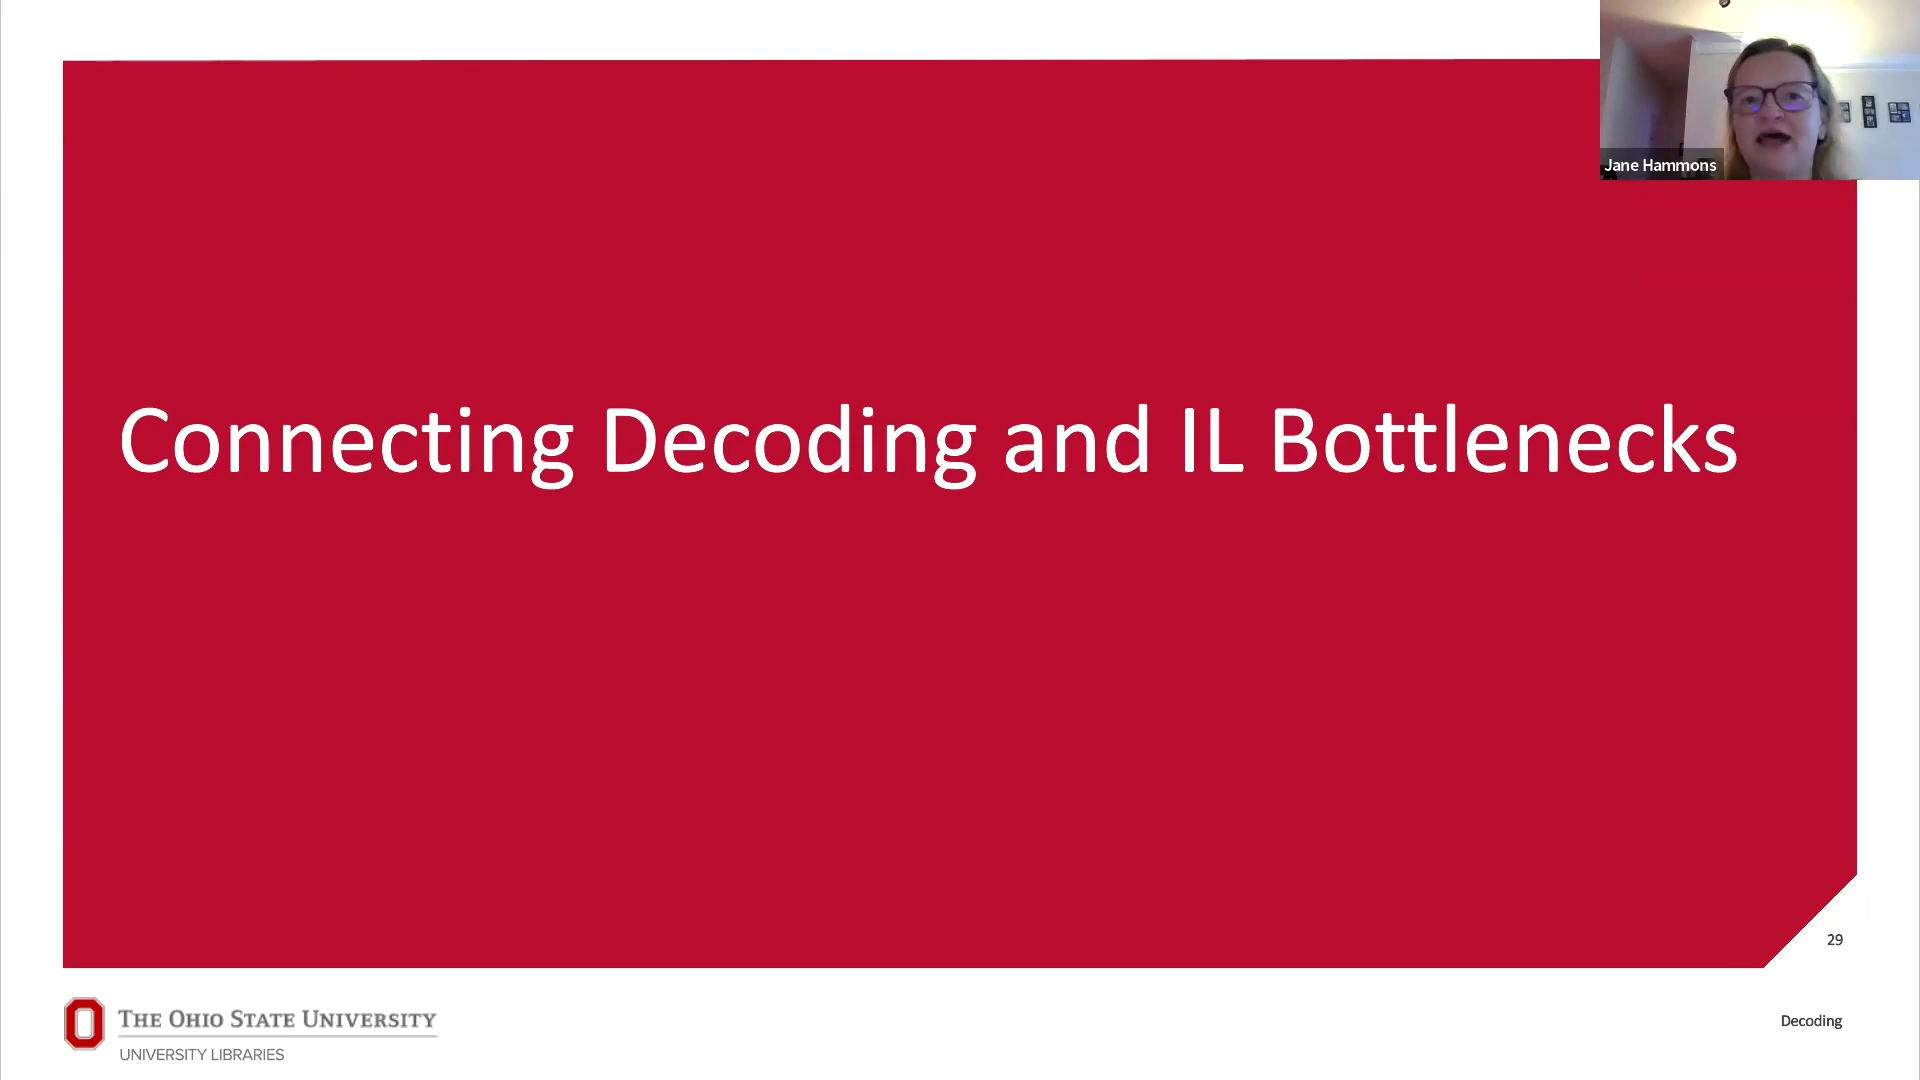 Jane Hammons
Connecting Decoding and IL Bottlenecks
29
THE OHIO STATE UNIVERSITY
UNIVERSITY LIBRARIES
Decoding